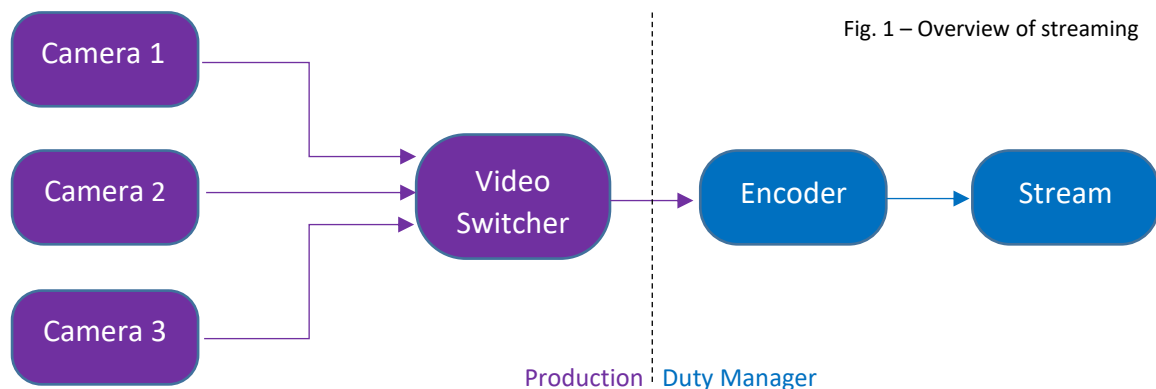 Fig. 1 – Overview of streaming
Camera 1
Camera 2
Camera 3
Video
Switcher
Encoder
Stream
Production
Duty Manager